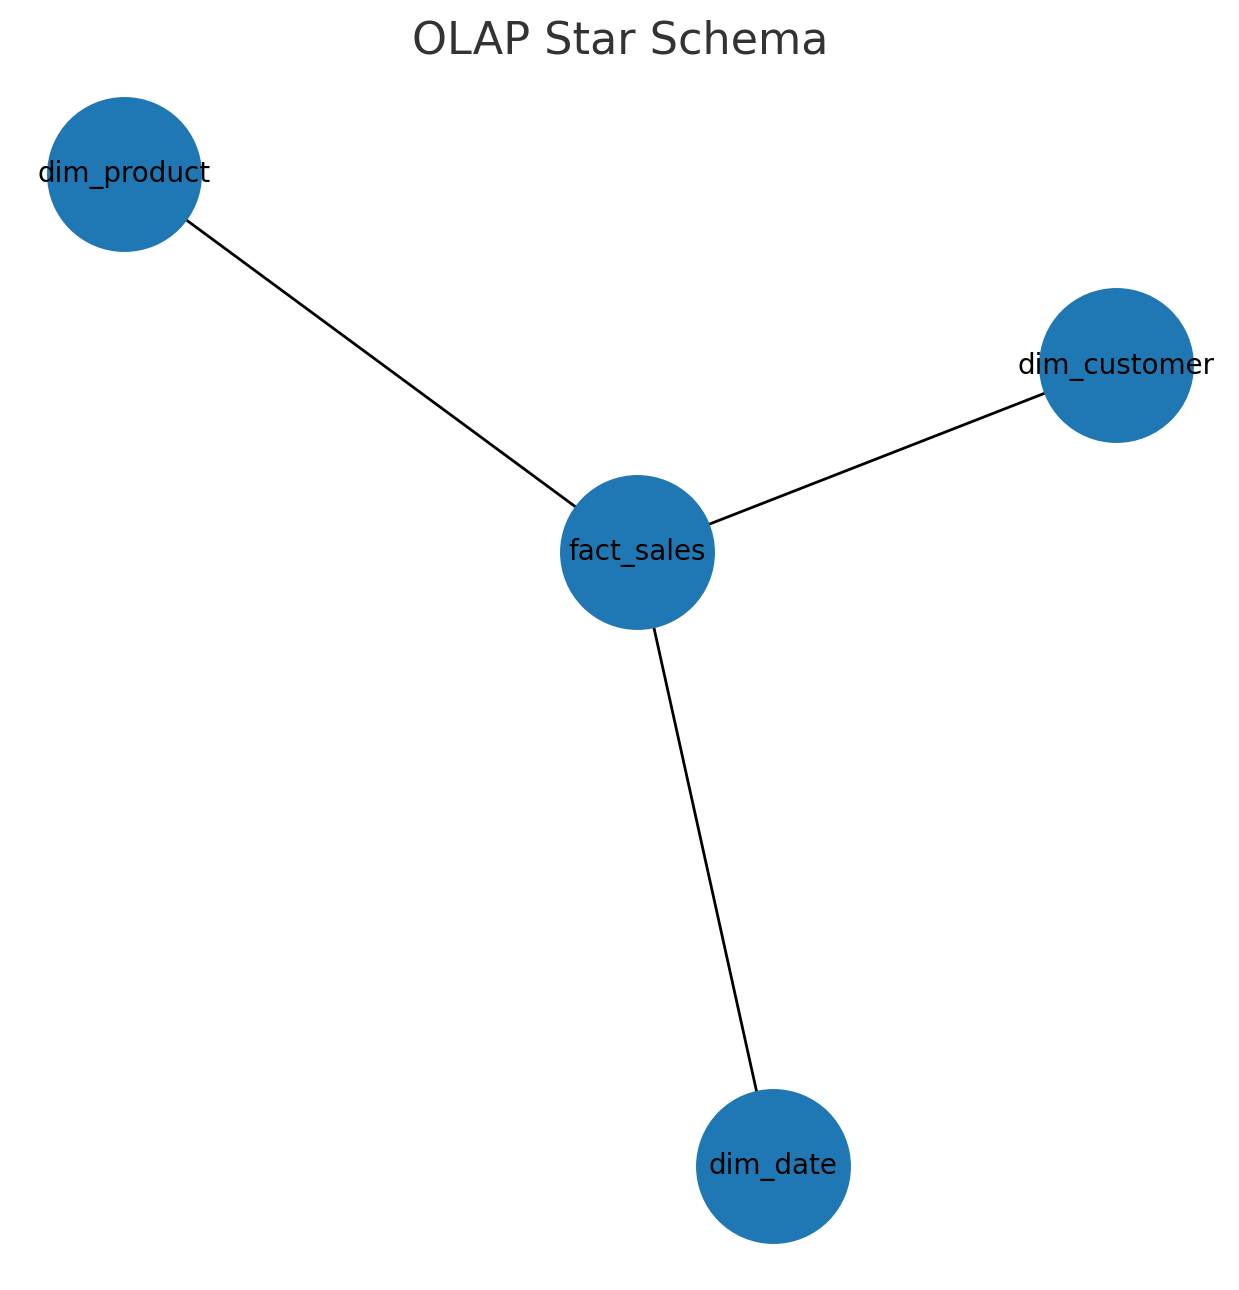 OLAP Star Schema
dim_product
dim_customer
fact_sales
dim_date